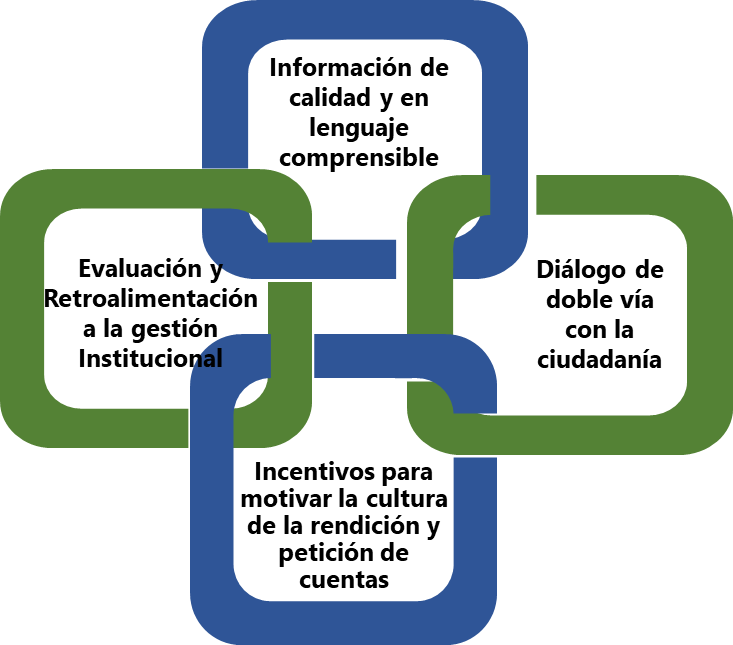 Información de
calidad y en
lenguaje
comprensible
Evaluación y
Retroalimentación
a la gestión
Institucional
Diálogo de
doble vía
con la
ciudadanía
Incentivos para
motivar la cultura
de la rendición y
petición de
cuentas